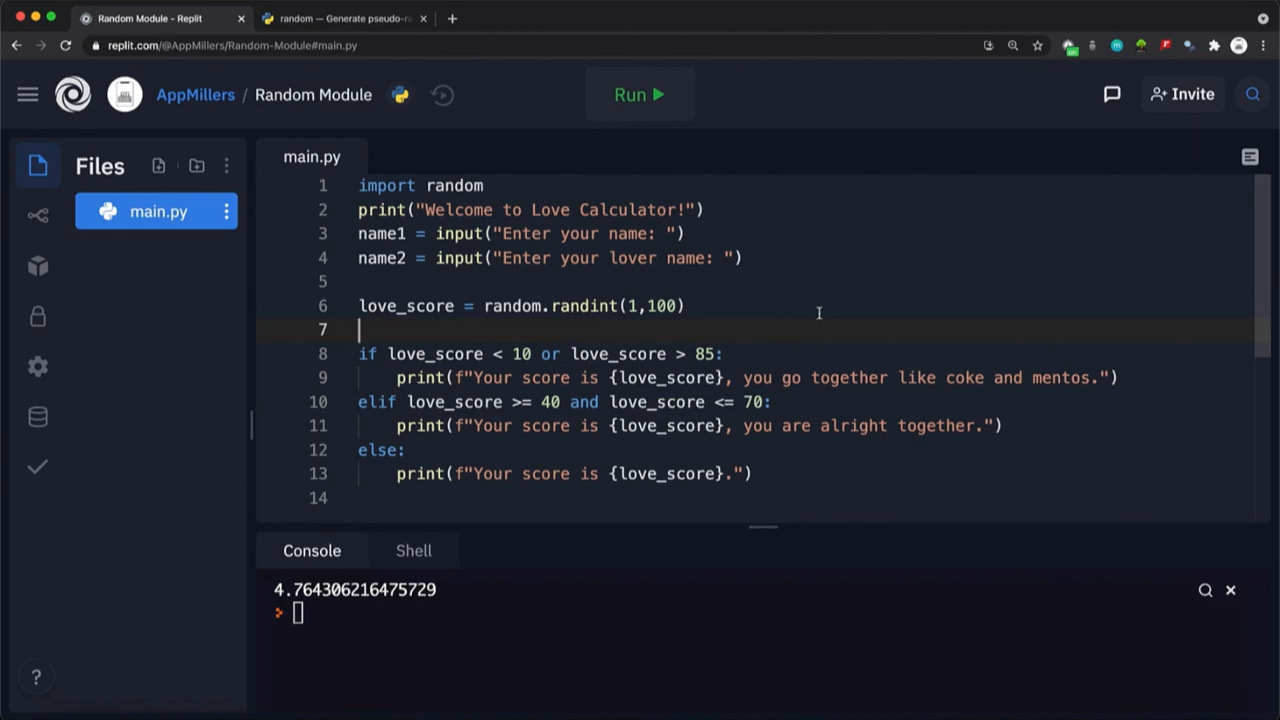 Random Module - Replit
random — Generate pseudo-ra
replit.com/@AppMillers/Random-Module#main.py
AppMillers / Random Module
Run
Invite
Files
main.py
main.py
1 import random
2 print("Welcome to Love Calculator!")
3 name1 = input("Enter your name: ")
4 name2 = input("Enter your lover name: ")
5
6 love_score = random.randint(1,100)
7
8 if love_score < 10 or love_score > 85:
9     print(f"Your score is {love_score}, you go together like coke and mentos.")
10 elif love_score >= 40 and love_score <= 70:
11     print(f"Your score is {love_score}, you are alright together.")
12 else:
13     print(f"Your score is {love_score}.")
14
Console
Shell
4.764306216475729
?